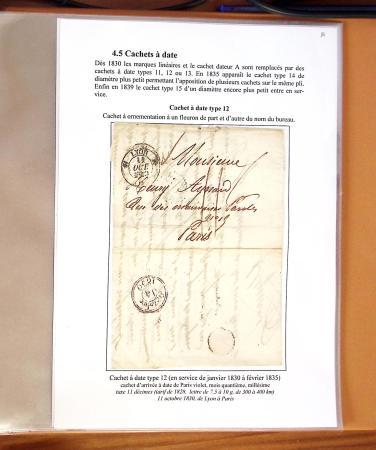 4.5 Cachets à date
Dès 1830 les marques linéaires et le cachet dateur A sont remplacés par des
cachets à date types 11, 12 ou 13. En 1835 apparaît le cachet type 14 de
diamètre plus petit permettant l'apposition de plusieurs cachets sur le même pli.
Enfin en 1839 le cachet type 15 d'un diamètre encore plus petit entre en ser-
vice.
Cachet à date type 12
Cachet à ornementation à un fleuron de part et d'autre du nom du bureau.
LYON
11
OCT
Monsieur
Paris
Cachet à date type 12 (en service de janvier 1830 à février 1835)
cachet d'arrivée à date de Paris violet, mois quantième, millésime
taxe 11 décimes (tarif de 1828, lettre de 7,5 à 10 g, de 300 à 400 km)
11 octobre 1830, de Lyon à Paris